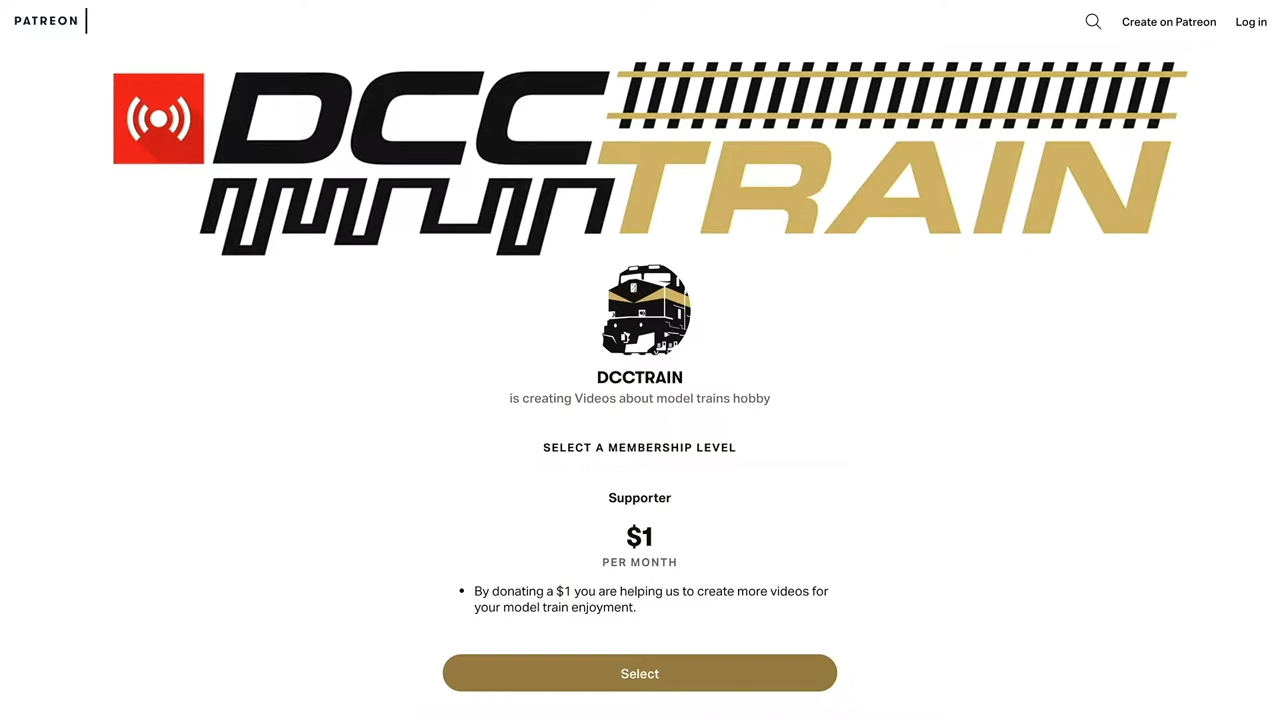 PATREON
Create on Patreon
Log in
DCC
TRAIN
DCCTRAIN
is creating Videos about model trains hobby
SELECT A MEMBERSHIP LEVEL
Supporter
$1
PER MONTH
• By donating a $1 you are helping us to create more videos for
your model train enjoyment.
Select